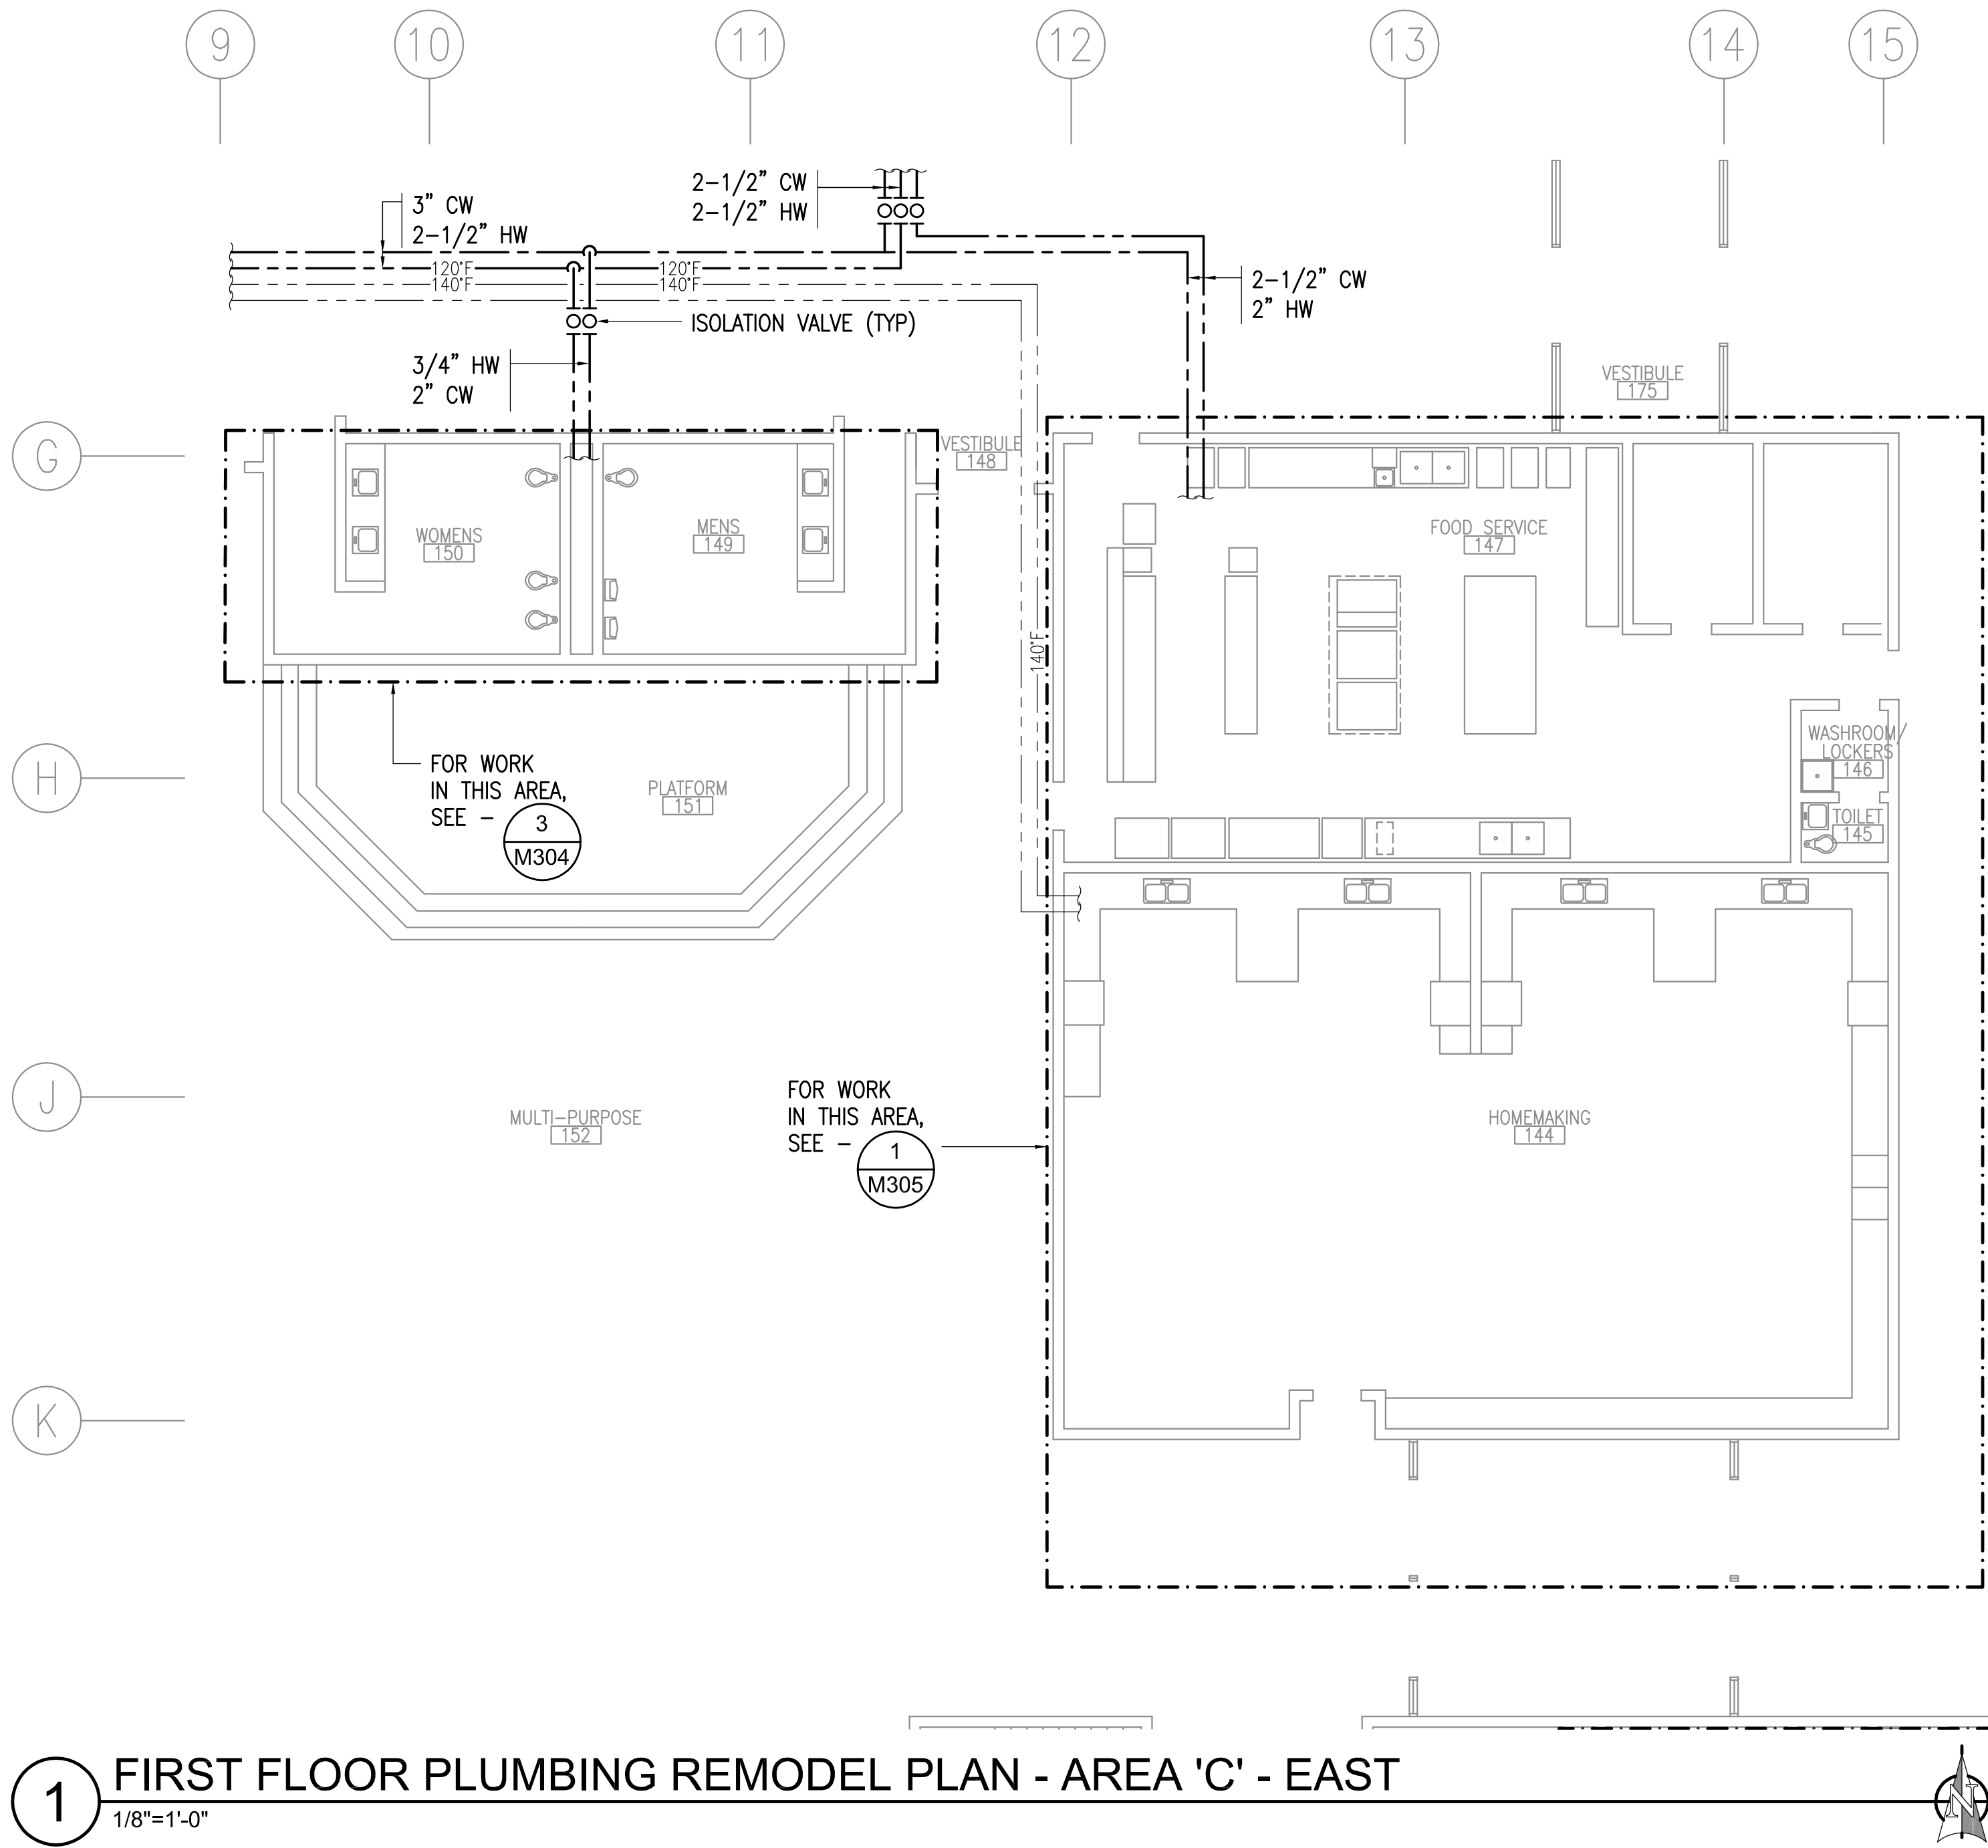 9
10
11
12
13
14
15
3” CW
2-1/2” HW
2-1/2” CW
2-1/2” HW
120°F
120°F
140°F
140°F
2-1/2” CW
2” HW
ISOLATION VALVE (TYP)
3/4” HW
2” CW
VESTIBULE
175
G
VESTIBULE
148
WOMENS
150
MENS
149
FOOD SERVICE
147
140°F
H
FOR WORK
IN THIS AREA,
SEE -
3
M304
PLATFORM
151
WASHROOM/
LOCKERS
146
TOILET
145
J
MULTI-PURPOSE
152
FOR WORK
IN THIS AREA,
SEE -
1
M305
HOMEMAKING
144
K
1
FIRST FLOOR PLUMBING REMODEL PLAN - AREA 'C' - EAST
1/8"=1'-0"
N